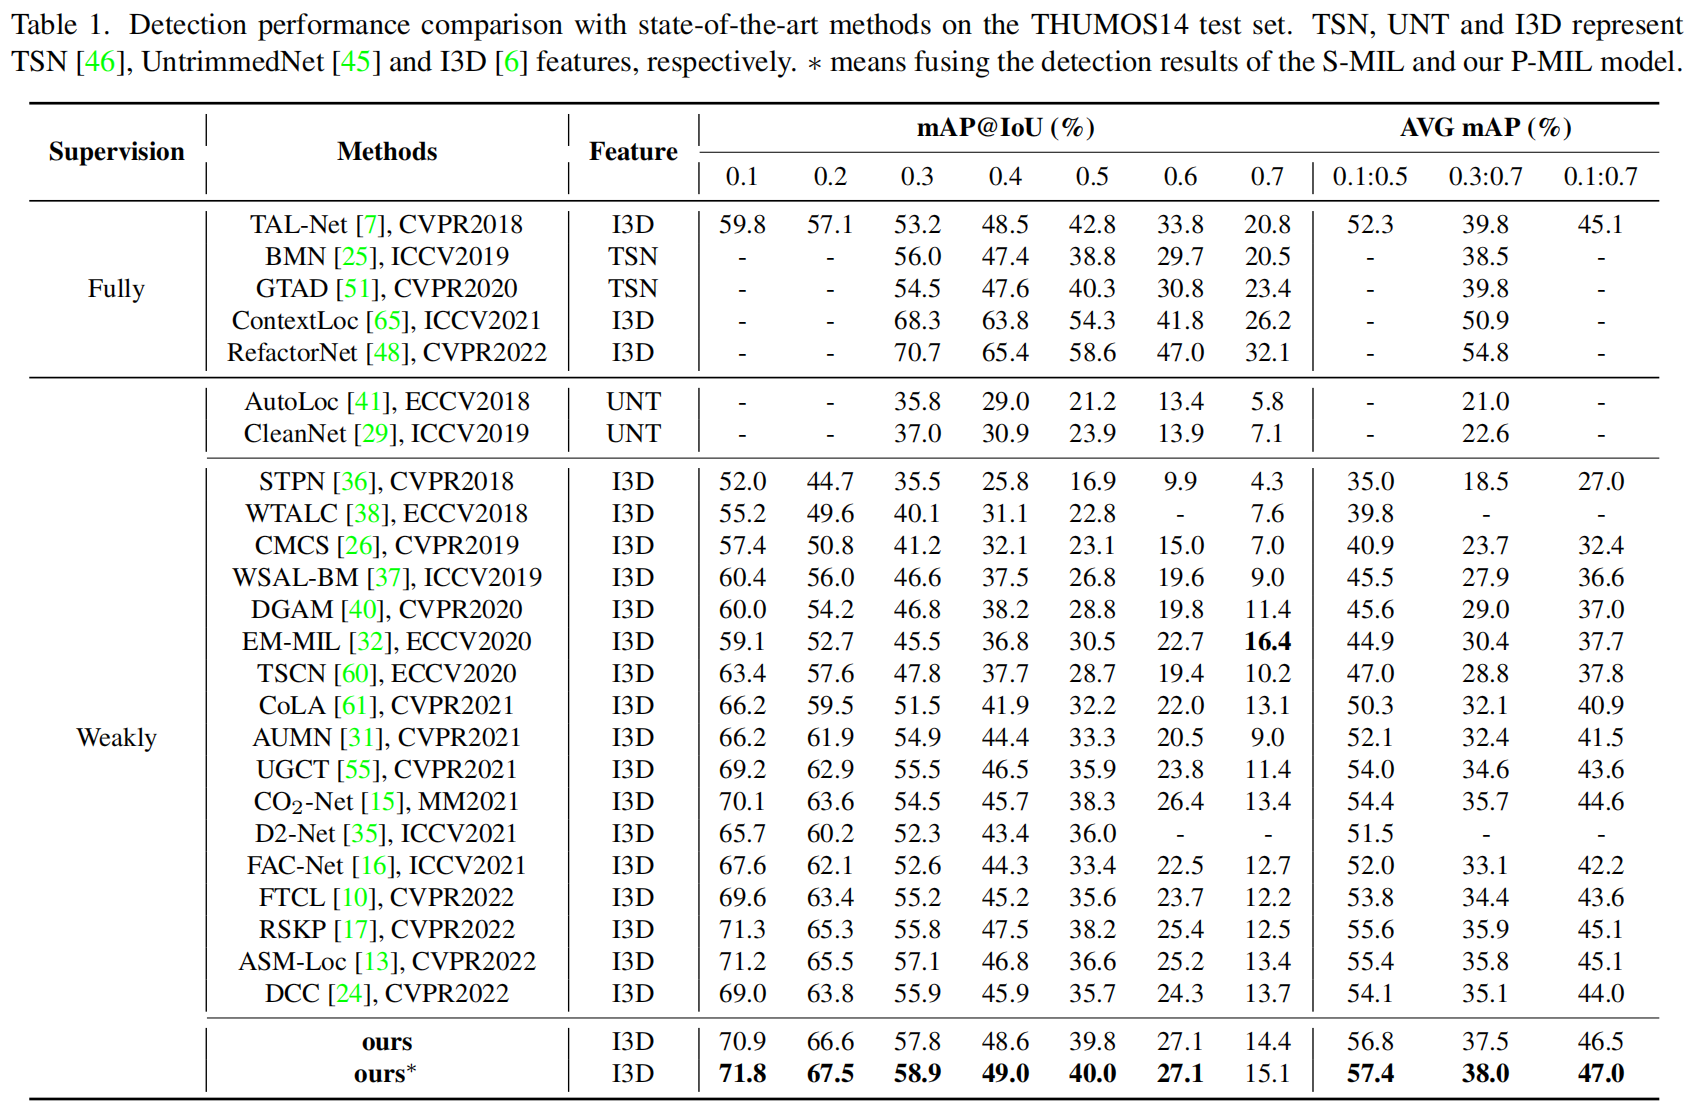 Table 1. Detection performance comparison with state-of-the-art methods on the THUMOS14 test set. TSN, UNT and I3D represent
TSN [46], UntrimmedNet [45] and I3D [6] features, respectively. ∗ means fusing the detection results of the S-MIL and our P-MIL model.
Supervision Methods Feature mAP@IoU (%) AVG mAP (%)
0.1 0.2 0.3 0.4 0.5 0.6 0.7 0.1:0.5 0.3:0.7 0.1:0.7
Fully
TAL-Net [7], CVPR2018 I3D 59.8 57.1 53.2 48.5 42.8 33.8 20.8 52.3 39.8 45.1
BMN [25], ICCV2019 TSN - - 56.0 47.4 38.8 29.7 20.5 - 38.5 -
GTAD [51], CVPR2020 TSN - - 54.5 47.6 40.3 30.8 23.4 - 39.8 -
ContextLoc [65], ICCV2021 I3D - - 68.3 63.8 54.3 41.8 26.2 - 50.9 -
RefactorNet [48], CVPR2022 I3D - - 70.7 65.4 58.6 47.0 32.1 - 54.8 -
Weakly
AutoLoc [41], ECCV2018 UNT - - 35.8 29.0 21.2 13.4 5.8 - 21.0 -
CleanNet [29], ICCV2019 UNT - - 37.0 30.9 23.9 13.9 7.1 - 22.6 -
STPN [36], CVPR2018 I3D 52.0 44.7 35.5 25.8 16.9 9.9 4.3 35.0 18.5 27.0
WTALC [38], ECCV2018 I3D 55.2 49.6 40.1 31.1 22.8 - 7.6 39.8 - -
CMCS [26], CVPR2019 I3D 57.4 50.8 41.2 32.1 23.1 15.0 7.0 40.9 23.7 32.4
WSAL-BM [37], ICCV2019 I3D 60.4 56.0 46.6 37.5 26.8 19.6 9.0 45.5 27.9 36.6
DGAM [40], CVPR2020 I3D 60.0 54.2 46.8 38.2 28.8 19.8 11.4 45.6 29.0 37.0
EM-MIL [32], ECCV2020 I3D 59.1 52.7 45.5 36.8 30.5 22.7 16.4 44.9 30.4 37.7
TSCN [60], ECCV2020 I3D 63.4 57.6 47.8 37.7 28.7 19.4 10.2 47.0 28.8 37.8
CoLA [61], CVPR2021 I3D 66.2 59.5 51.5 41.9 32.2 22.0 13.1 50.3 32.1 40.9
AUMN [31], CVPR2021 I3D 66.2 61.9 54.9 44.4 33.3 20.5 9.0 52.1 32.4 41.5
UGCT [55], CVPR2021 I3D 69.2 62.9 55.5 46.5 35.9 23.8 11.4 54.0 34.6 43.6
CO₂-Net [15], MM2021 I3D 70.1 63.6 54.5 45.7 38.3 26.4 13.4 54.4 35.7 44.6
D2-Net [35], ICCV2021 I3D 65.7 60.2 52.3 43.4 36.0 - - 51.5 - -
FAC-Net [16], ICCV2021 I3D 67.6 62.1 52.6 44.3 33.4 22.5 12.7 52.0 33.1 42.2
FTCL [10], CVPR2022 I3D 69.6 63.4 55.2 45.2 35.6 23.7 12.2 53.8 34.4 43.6
RSKP [17], CVPR2022 I3D 71.3 65.3 55.8 47.5 38.2 25.4 12.5 55.6 35.9 45.1
ASM-Loc [13], CVPR2022 I3D 71.2 65.5 57.1 46.8 36.6 25.2 13.4 55.4 35.8 45.1
DCC [24], CVPR2022 I3D 69.0 63.8 55.9 45.9 35.7 24.3 13.7 54.1 35.1 44.0
ours I3D 70.9 66.6 57.8 48.6 39.8 27.1 14.4 56.8 37.5 46.5
ours∗ I3D 71.8 67.5 58.9 49.0 40.0 27.1 15.1 57.4 38.0 47.0